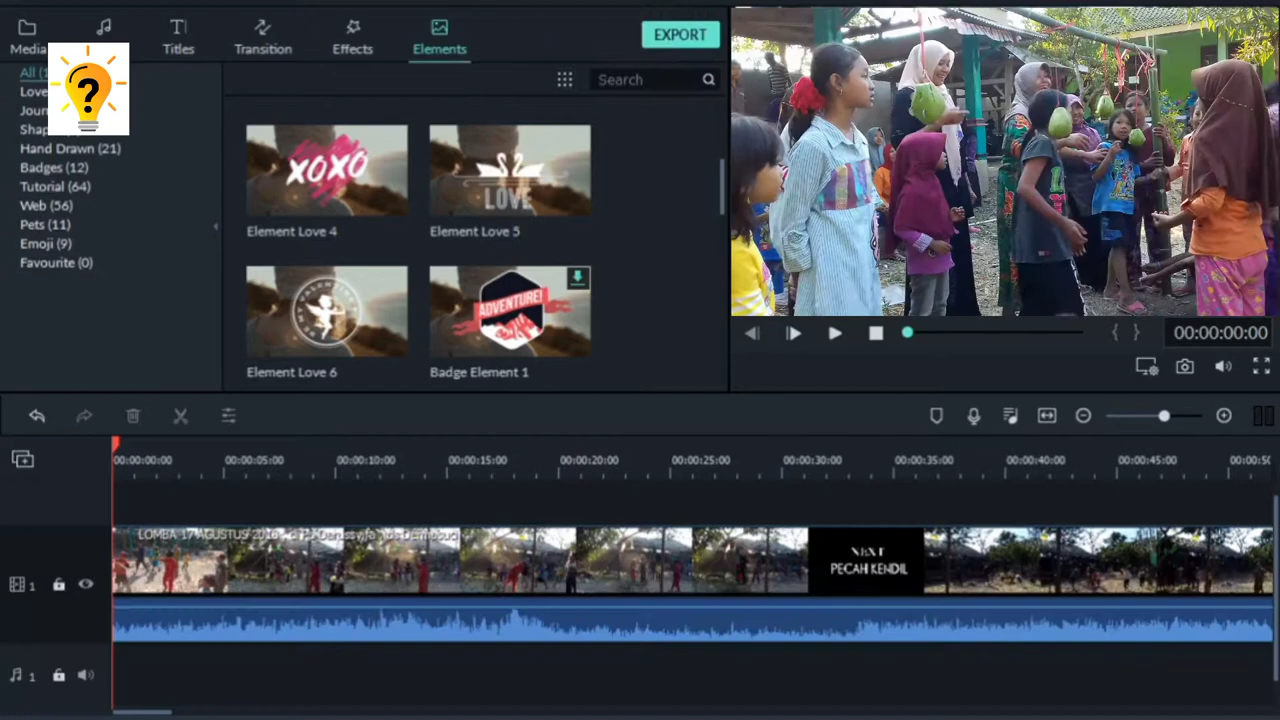 Media
Titles
Transition
Effects
Elements
EXPORT
Search
?
All
Love
Hand Drawn (21)
Badges (12)
Tutorial (64)
Web (56)
Pets (11)
Emoji (9)
Favourite (0)
XOXO
Element Love 4
LOVE
Element Love 5
Element Love 6
ADVENTURE!
Badge Element 1
{ }
00:00:00:00
00:00:00:00
00:00:05:00
00:00:10:00
00:00:15:00
00:00:20:00
00:00:25:00
00:00:30:00
00:00:35:00
00:00:40:00
00:00:45:00
00:00:50
LOMBA 17 AGUSTUS
NEXT
PECAH KENDIL
1
1